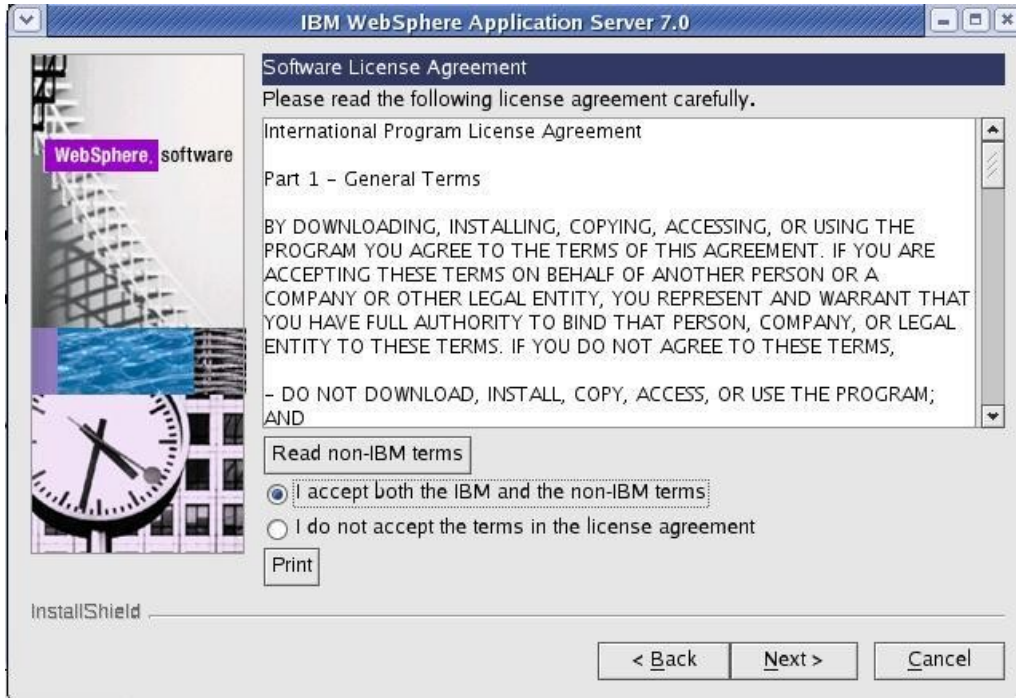 IBM WebSphere Application Server 7.0
WebSphere. software
Software License Agreement
Please read the following license agreement carefully.
International Program License Agreement
Part 1 - General Terms
BY DOWNLOADING, INSTALLING, COPYING, ACCESSING, OR USING THE
PROGRAM YOU AGREE TO THE TERMS OF THIS AGREEMENT. IF YOU ARE
ACCEPTING THESE TERMS ON BEHALF OF ANOTHER PERSON OR A
COMPANY OR OTHER LEGAL ENTITY, YOU REPRESENT AND WARRANT THAT
YOU HAVE FULL AUTHORITY TO BIND THAT PERSON, COMPANY, OR LEGAL
ENTITY TO THESE TERMS. IF YOU DO NOT AGREE TO THESE TERMS,
- DO NOT DOWNLOAD, INSTALL, COPY, ACCESS, OR USE THE PROGRAM;
AND
Read non-IBM terms
I accept both the IBM and the non-IBM terms
I do not accept the terms in the license agreement
Print
InstallShield
< Back
Next >
Cancel